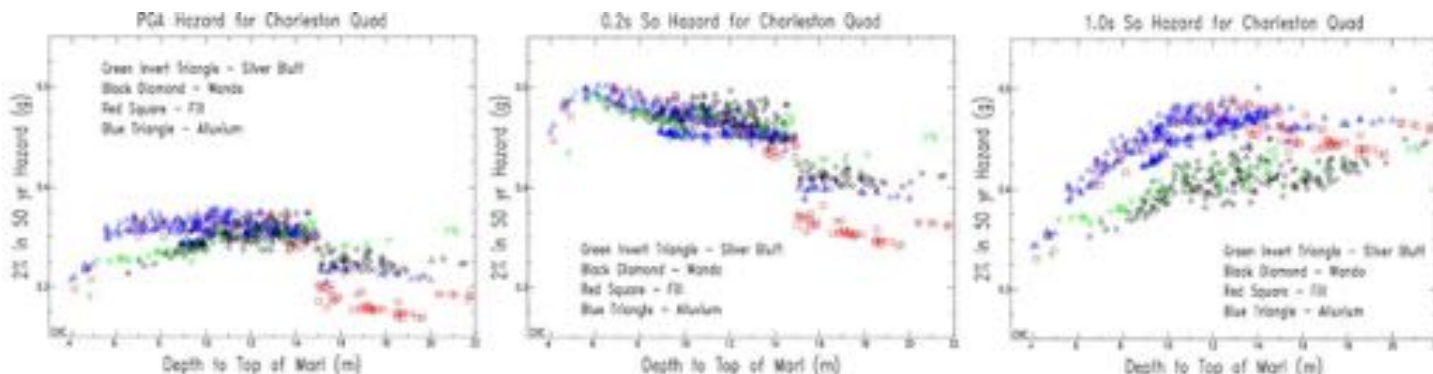 PGA Hazard for Charleston Quad
Green Invert Triangle - Silver Bluff
Black Diamond - Wando
Red Square - Fill
Blue Triangle - Alluvium
2% in 50 yr Hazard (g)
Depth to Top of Marl (m)
0.2s Sa Hazard for Charleston Quad
Green Invert Triangle - Silver Bluff
Black Diamond - Wando
Red Square - Fill
Blue Triangle - Alluvium
2% in 50 yr Hazard (g)
Depth to Top of Marl (m)
1.0s Sa Hazard for Charleston Quad
Green Invert Triangle - Silver Bluff
Black Diamond - Wando
Red Square - Fill
Blue Triangle - Alluvium
2% in 50 yr Hazard (g)
Depth to Top of Marl (m)